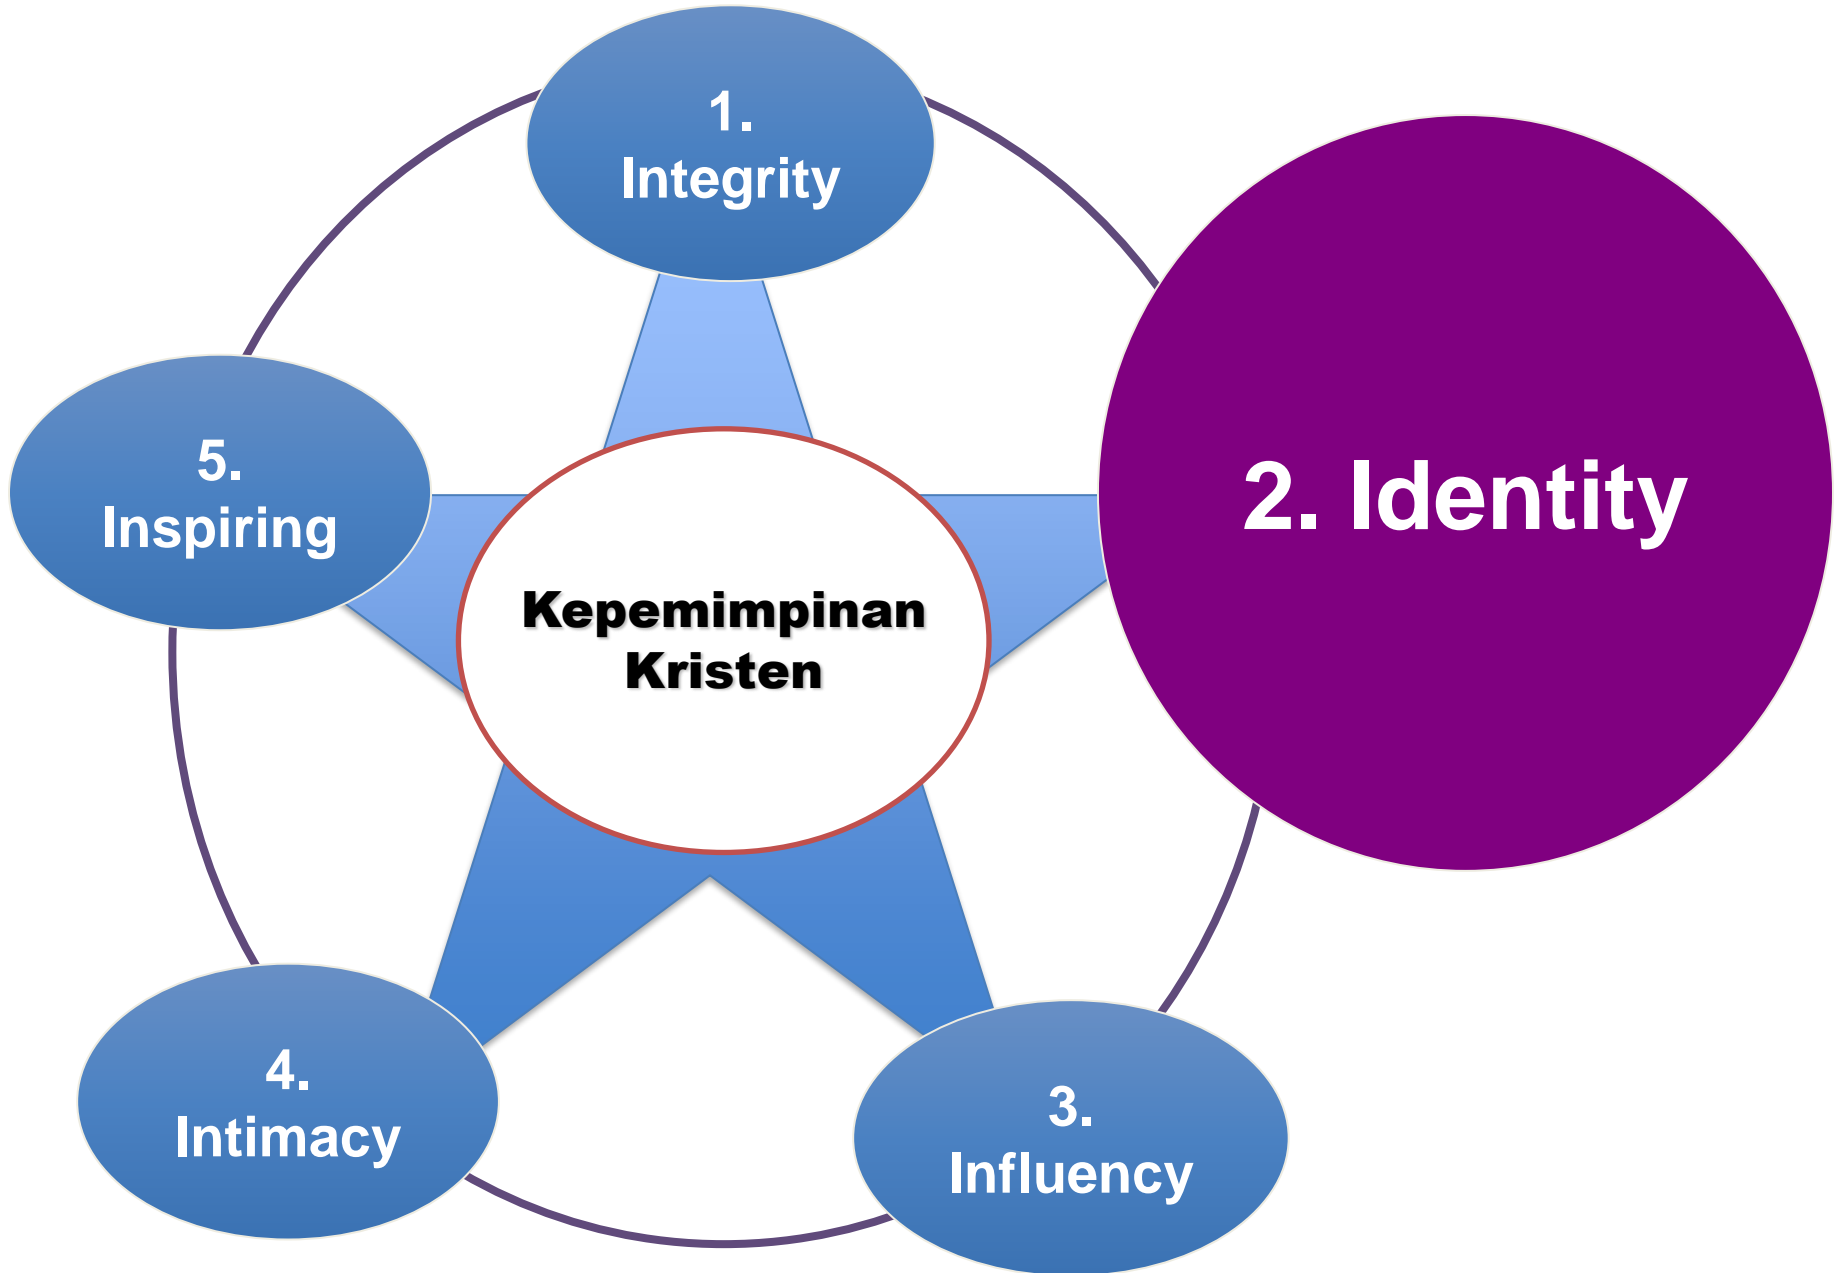 1.
Integrity
2. Identity
3.
Influency
4.
Intimacy
5.
Inspiring
Kepemimpinan
Kristen